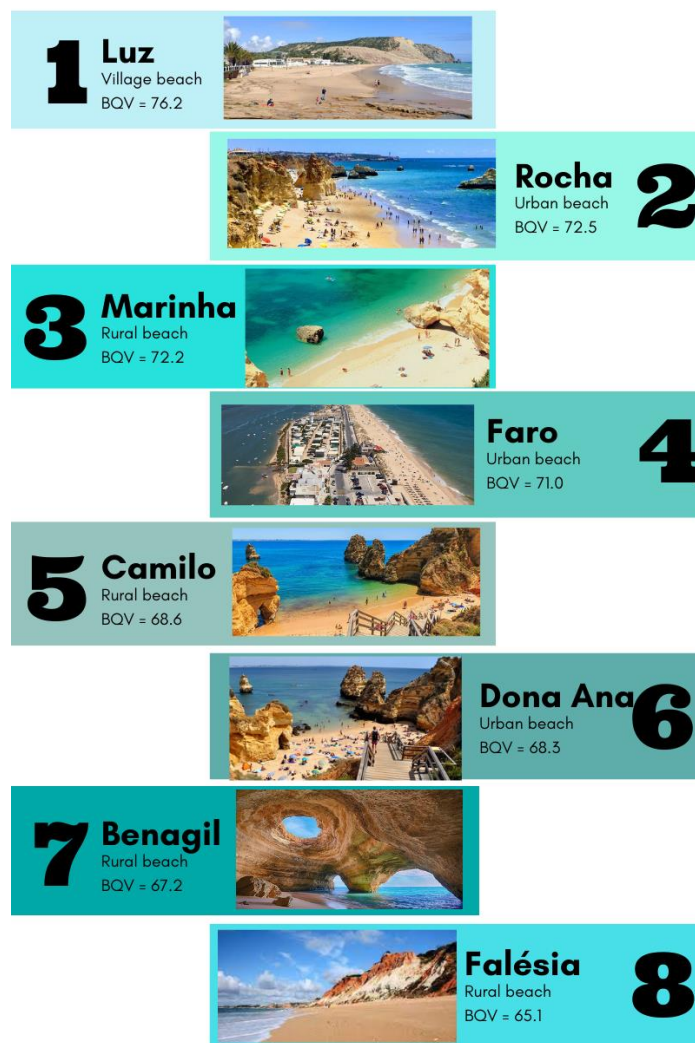 1
Luz
Village beach
BQV = 76.2
Rocha
Urban beach
BQV = 72.5
2
3
Marinha
Rural beach
BQV = 72.2
Faro
Urban beach
BQV = 71.0
4
5
Camilo
Rural beach
BQV = 68.6
Dona Ana
Urban beach
BQV = 68.3
6
7
Benagil
Rural beach
BQV = 67.2
Falésia
Rural beach
BQV = 65.1
8